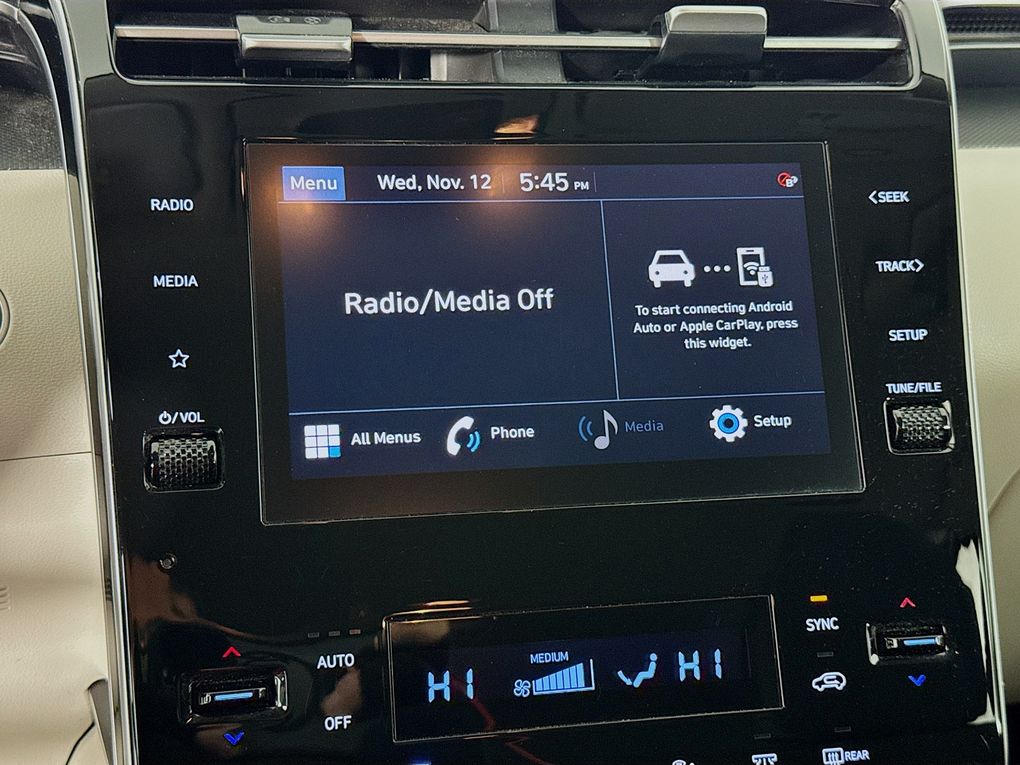 Menu Wed, Nov. 12 5:45 PM
RADIO
<SEEK
MEDIA
TRACK>
Radio/Media Off
To start connecting Android
Auto or Apple CarPlay, press
this widget.
SETUP
/VOL
TUNE/FILE
All Menus Phone Media Setup
SYNC
AUTO
MEDIUM
HI HI
OFF
REAR